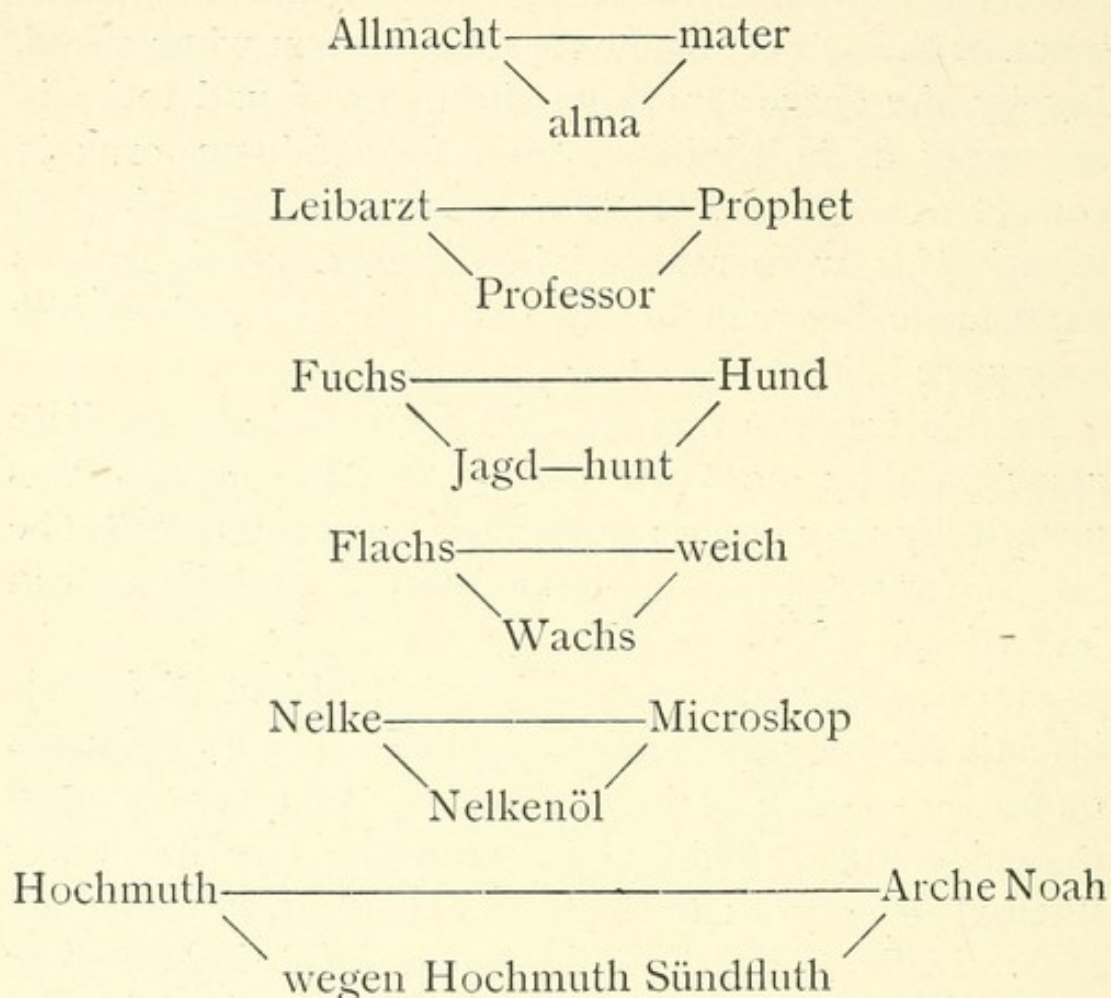 Allmacht mater
alma
Leibarzt Prophet
Professor
Fuchs Hund
Jagd—hunt
Flachs weich
Wachs
Nelke Microskop
Nelkenöl
Hochmuth Arche Noah
wegen Hochmuth Sündfluth